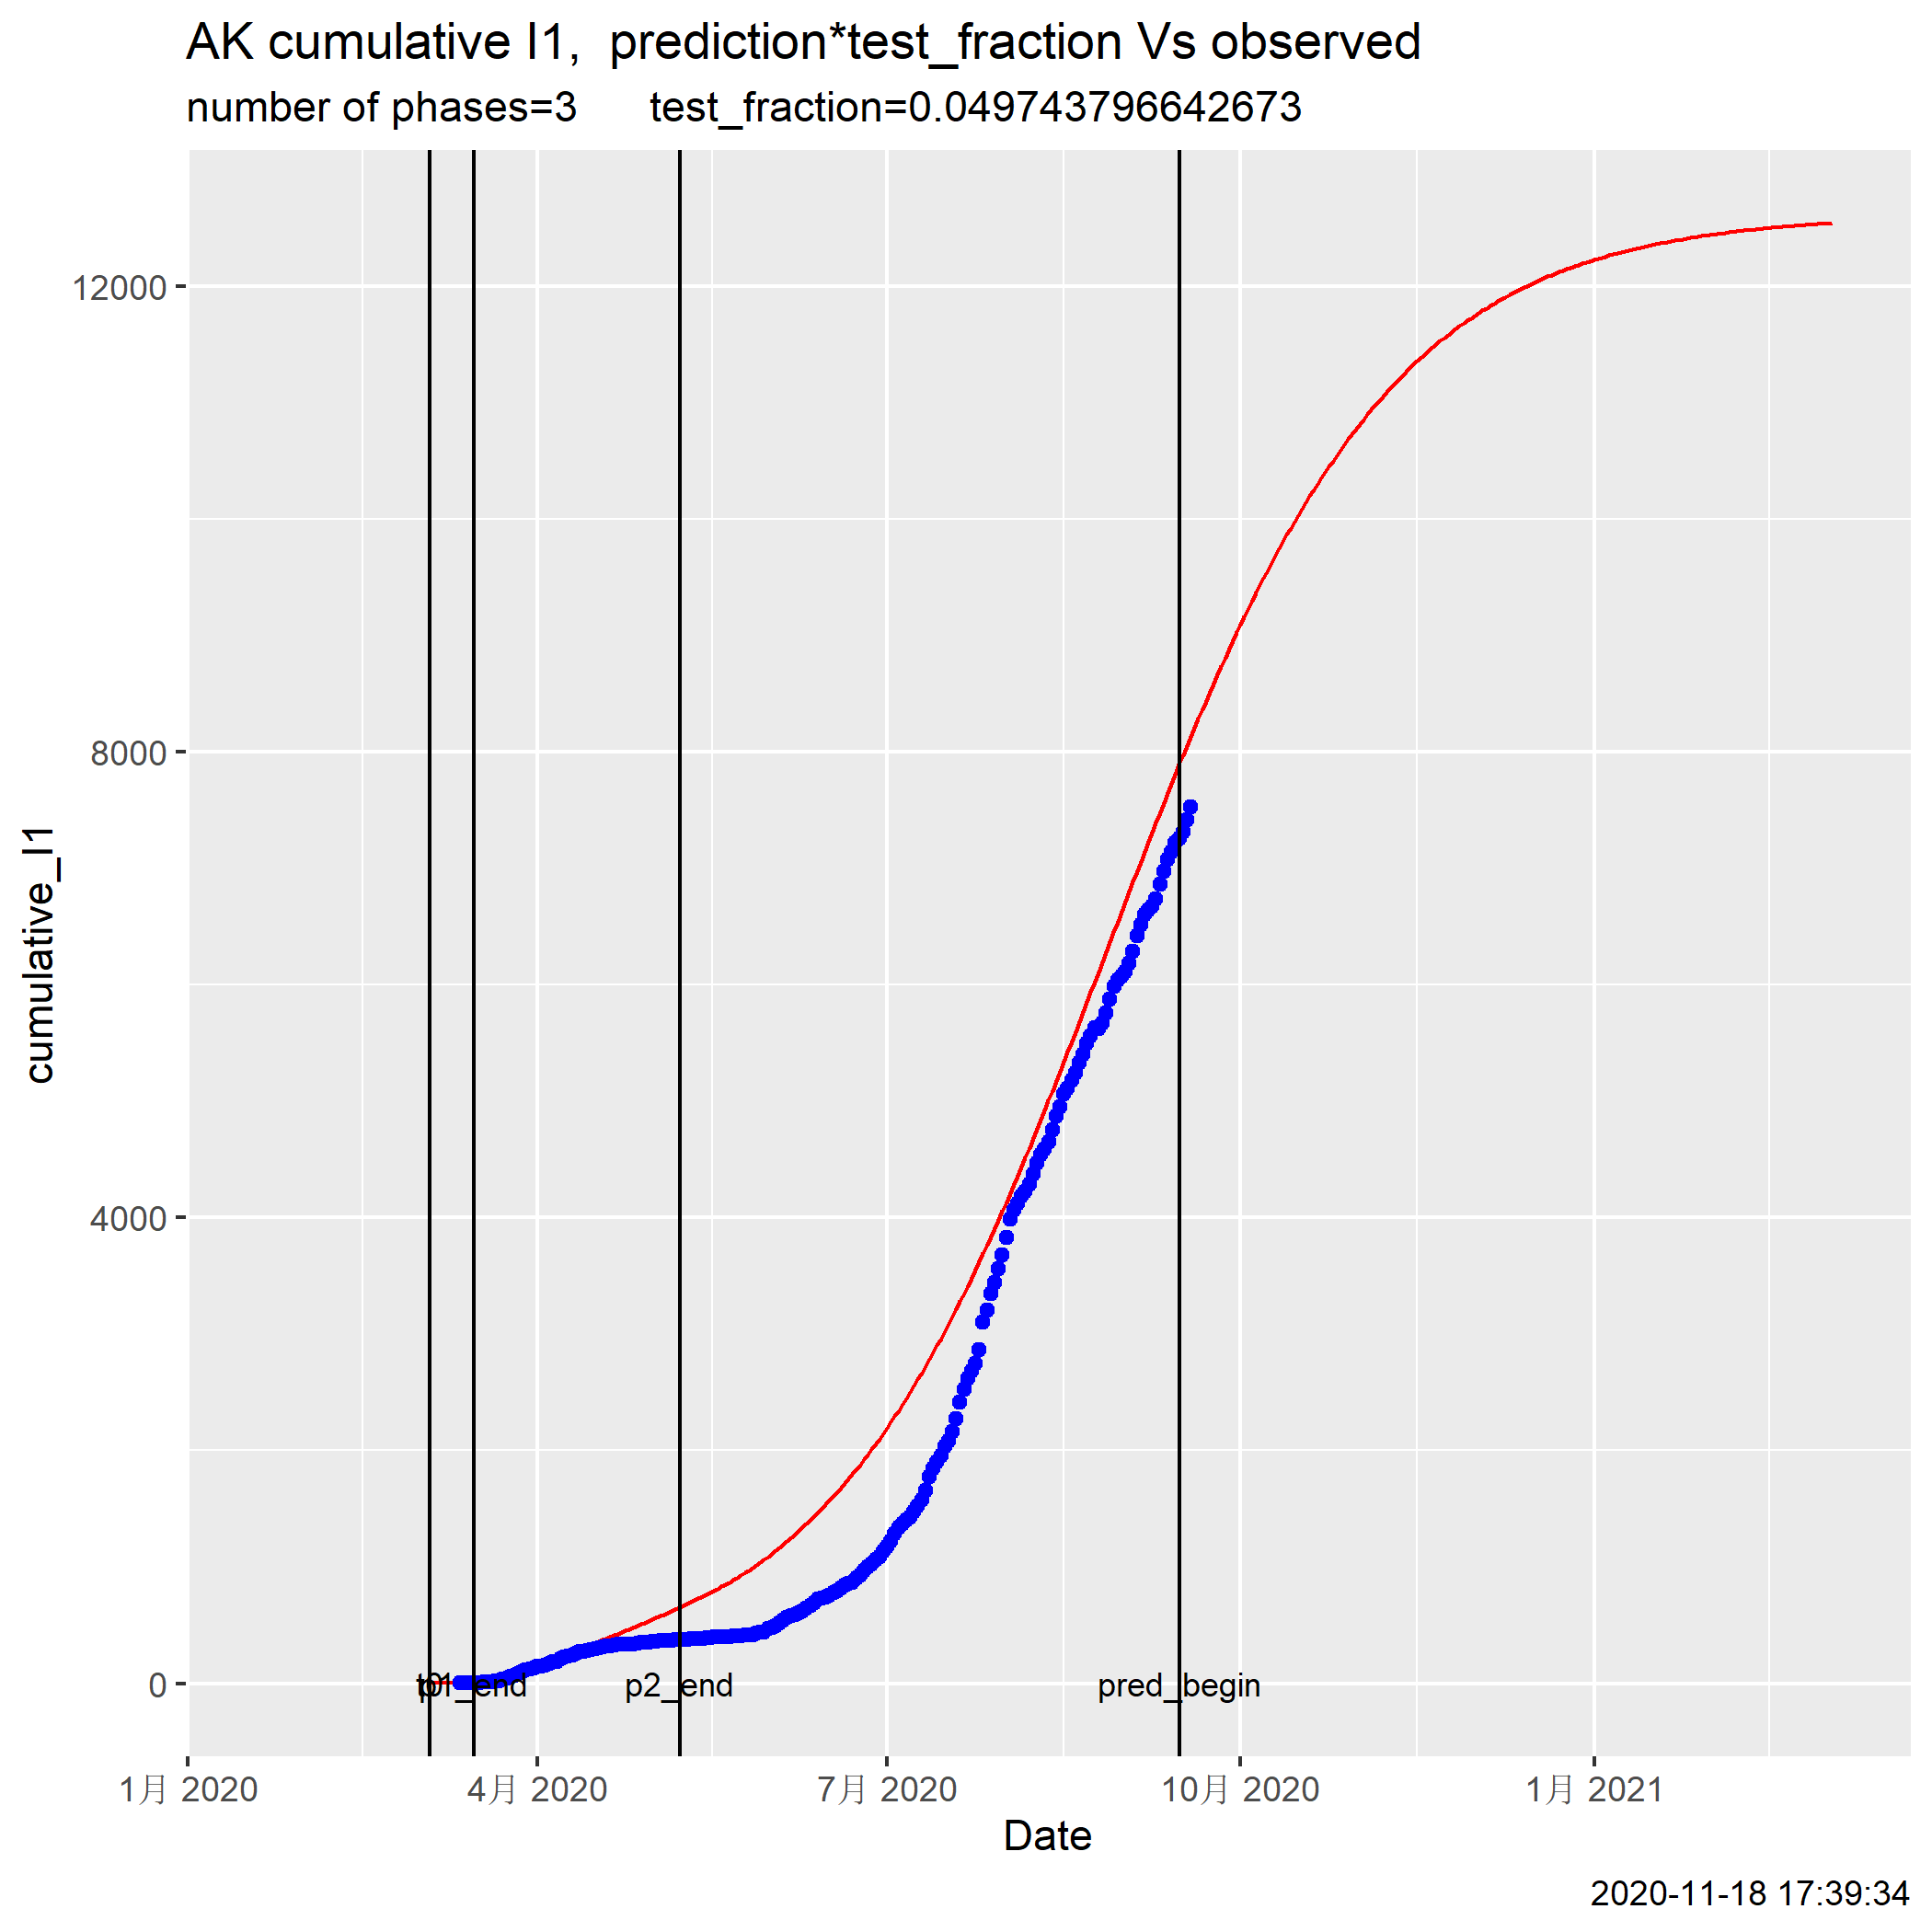 AK cumulative I1,  prediction*test_fraction Vs observed
number of phases=3      test_fraction=0.049743796642673
12000
8000
4000
0
cumulative_I1
t0
p1_end
p2_end
pred_begin
1月 2020
4月 2020
7月 2020
10月 2020
1月 2021
Date
2020-11-18 17:39:34